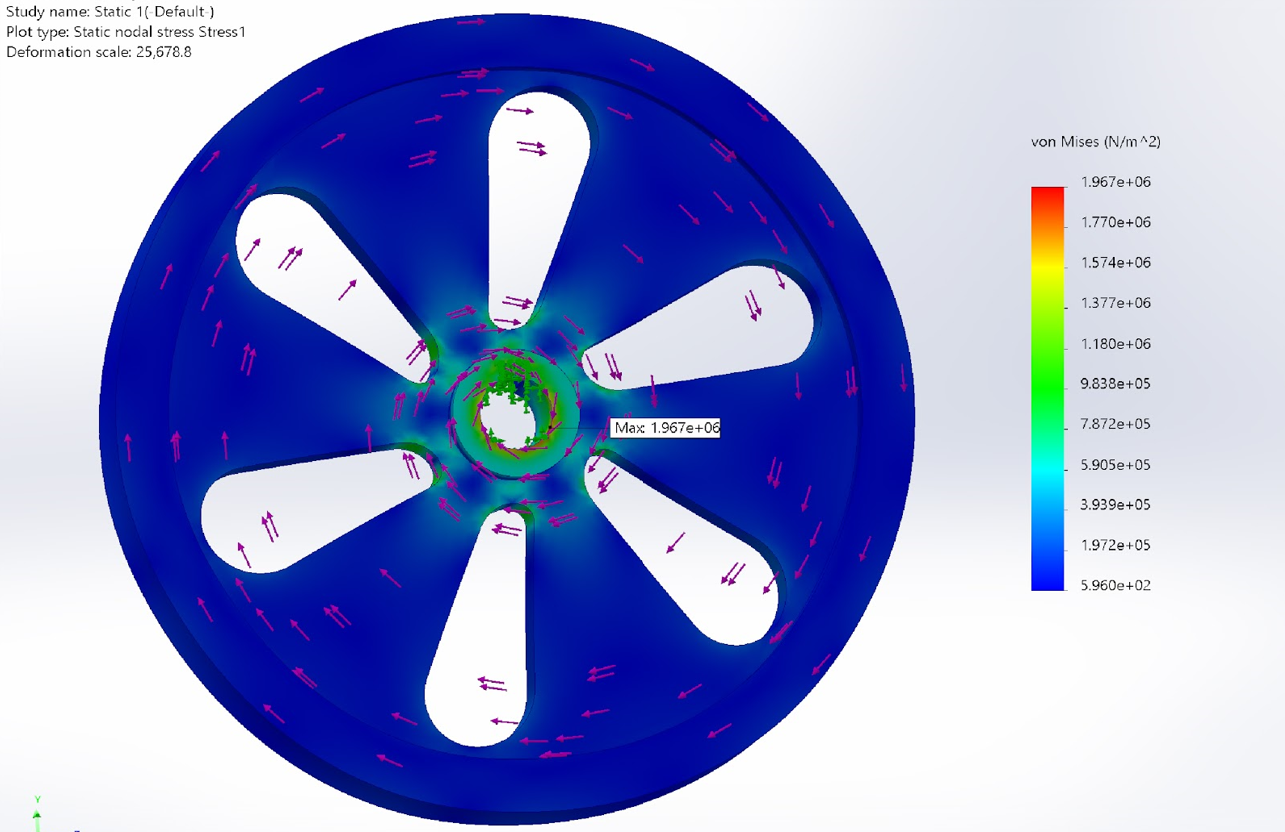 Study name: Static 1(-Default-)
Plot type: Static nodal stress Stress1
Deformation scale: 25,678.8
von Mises (N/m^2)
1.967e+06
1.770e+06
1.574e+06
1.377e+06
1.180e+06
9.838e+05
7.872e+05
5.905e+05
3.939e+05
1.972e+05
5.960e+02
Max: 1.967e+06
Y